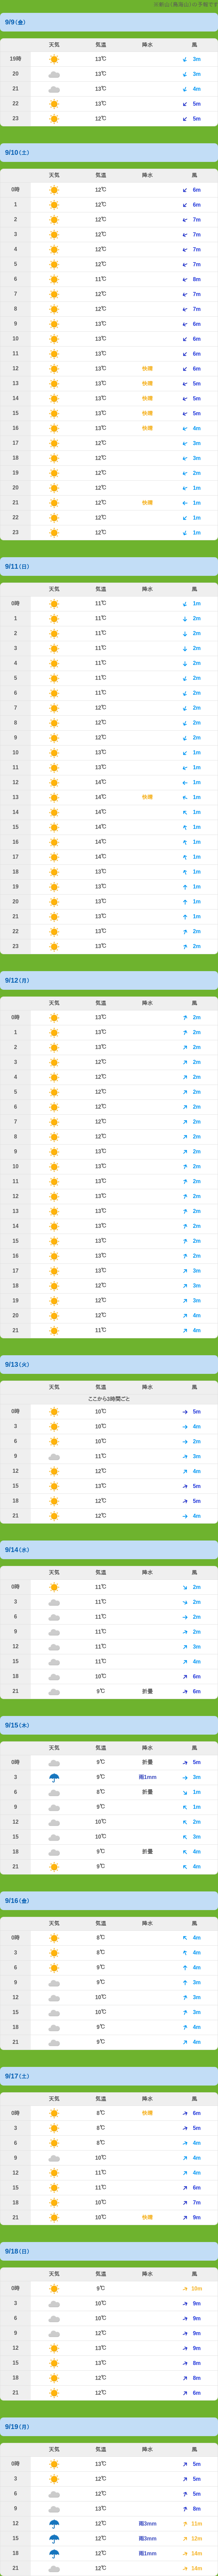 ※新山(鳥海山)の予報です
9/9(金)
天気 気温 降水 風
19時 13℃ 3m
20 13℃ 3m
21 13℃ 4m
22 13℃ 5m
23 13℃ 5m
9/10(土)
天気 気温 降水 風
0時 12℃ 6m
1 12℃ 6m
2 12℃ 7m
3 12℃ 7m
4 12℃ 7m
5 12℃ 7m
6 11℃ 8m
7 12℃ 7m
8 12℃ 7m
9 13℃ 6m
10 13℃ 6m
11 13℃ 6m
12 13℃ 快晴 6m
13 13℃ 快晴 5m
14 13℃ 快晴 5m
15 13℃ 快晴 5m
16 13℃ 快晴 4m
17 12℃ 3m
18 12℃ 3m
19 12℃ 2m
20 12℃ 1m
21 12℃ 快晴 1m
22 12℃ 1m
23 12℃ 1m
9/11(日)
天気 気温 降水 風
0時 11℃ 1m
1 11℃ 2m
2 11℃ 2m
3 11℃ 2m
4 11℃ 2m
5 11℃ 2m
6 11℃ 2m
7 12℃ 2m
8 12℃ 2m
9 12℃ 2m
10 13℃ 1m
11 13℃ 1m
12 14℃ 1m
13 14℃ 快晴 1m
14 14℃ 1m
15 14℃ 1m
16 14℃ 1m
17 14℃ 1m
18 13℃ 1m
19 13℃ 1m
20 13℃ 1m
21 13℃ 1m
22 13℃ 2m
23 13℃ 2m
9/12(月)
天気 気温 降水 風
0時 13℃ 2m
1 13℃ 2m
2 13℃ 2m
3 12℃ 2m
4 12℃ 2m
5 12℃ 2m
6 12℃ 2m
7 12℃ 2m
8 12℃ 2m
9 13℃ 2m
10 13℃ 2m
11 13℃ 2m
12 13℃ 2m
13 13℃ 2m
14 13℃ 2m
15 13℃ 2m
16 13℃ 2m
17 13℃ 3m
18 12℃ 3m
19 12℃ 3m
20 12℃ 4m
21 11℃ 4m
9/13(火)
天気 気温 降水 風
ここから3時間ごと
0時 10℃ 5m
3 10℃ 4m
6 10℃ 2m
9 11℃ 3m
12 12℃ 4m
15 13℃ 5m
18 12℃ 5m
21 12℃ 4m
9/14(水)
天気 気温 降水 風
0時 11℃ 2m
3 11℃ 2m
6 11℃ 2m
9 11℃ 2m
12 11℃ 3m
15 11℃ 4m
18 10℃ 6m
21 9℃ 折曇 6m
9/15(木)
天気 気温 降水 風
0時 9℃ 折曇 5m
3 9℃ 雨1mm 3m
6 8℃ 折曇 1m
9 9℃ 1m
12 10℃ 2m
15 10℃ 3m
18 9℃ 折曇 4m
21 9℃ 4m
9/16(金)
天気 気温 降水 風
0時 8℃ 4m
3 8℃ 4m
6 9℃ 4m
9 9℃ 3m
12 10℃ 3m
15 10℃ 3m
18 9℃ 4m
21 9℃ 4m
9/17(土)
天気 気温 降水 風
0時 8℃ 快晴 6m
3 8℃ 5m
6 8℃ 4m
9 10℃ 4m
12 11℃ 4m
15 11℃ 6m
18 10℃ 7m
21 10℃ 快晴 9m
9/18(日)
天気 気温 降水 風
0時 9℃ 10m
3 10℃ 9m
6 10℃ 9m
9 12℃ 9m
12 13℃ 9m
15 13℃ 8m
18 12℃ 8m
21 12℃ 6m
9/19(月)
天気 気温 降水 風
0時 13℃ 5m
3 12℃ 5m
6 12℃ 5m
9 13℃ 8m
12 12℃ 雨3mm 11m
15 12℃ 雨3mm 12m
18 12℃ 雨1mm 14m
21 12℃ 14m